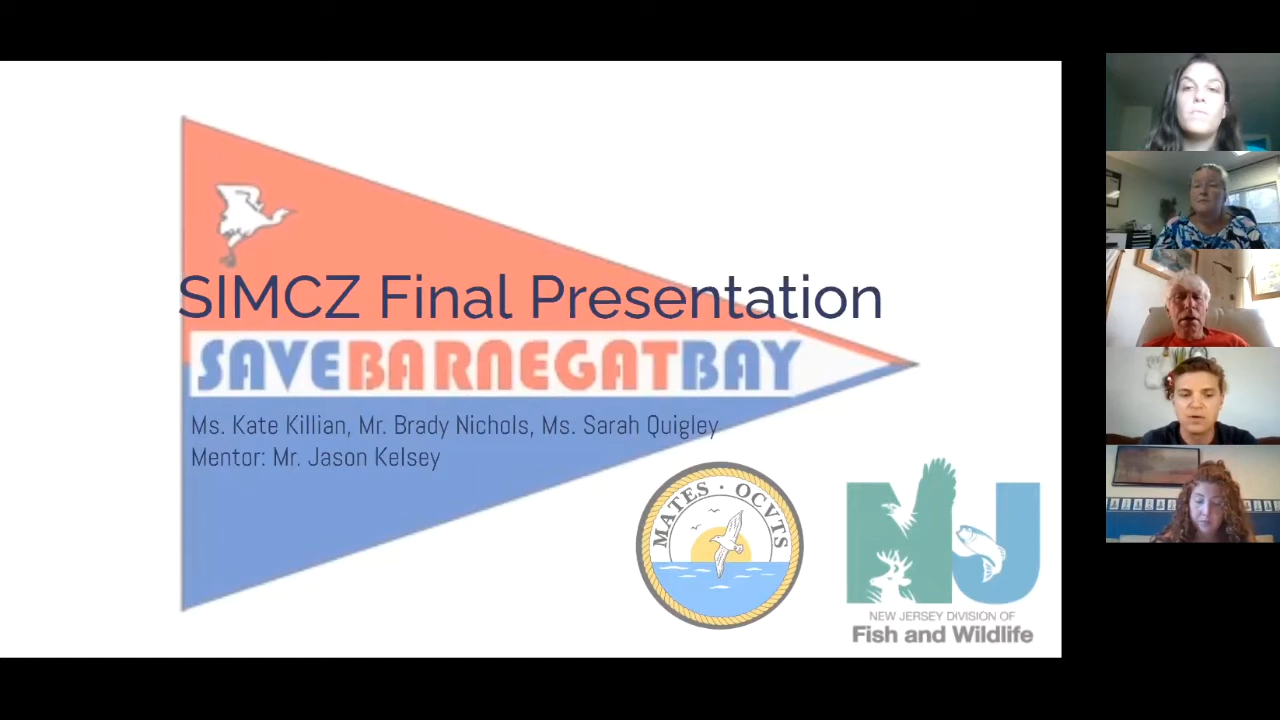 SIMCZ Final Presentation
SAVEBARNEGATBAY
Ms. Kate Killian, Mr. Brady Nichols, Ms. Sarah Quigley
Mentor: Mr. Jason Kelsey
MATES · OCVTS
NJ
NEW JERSEY DIVISION OF
Fish and Wildlife